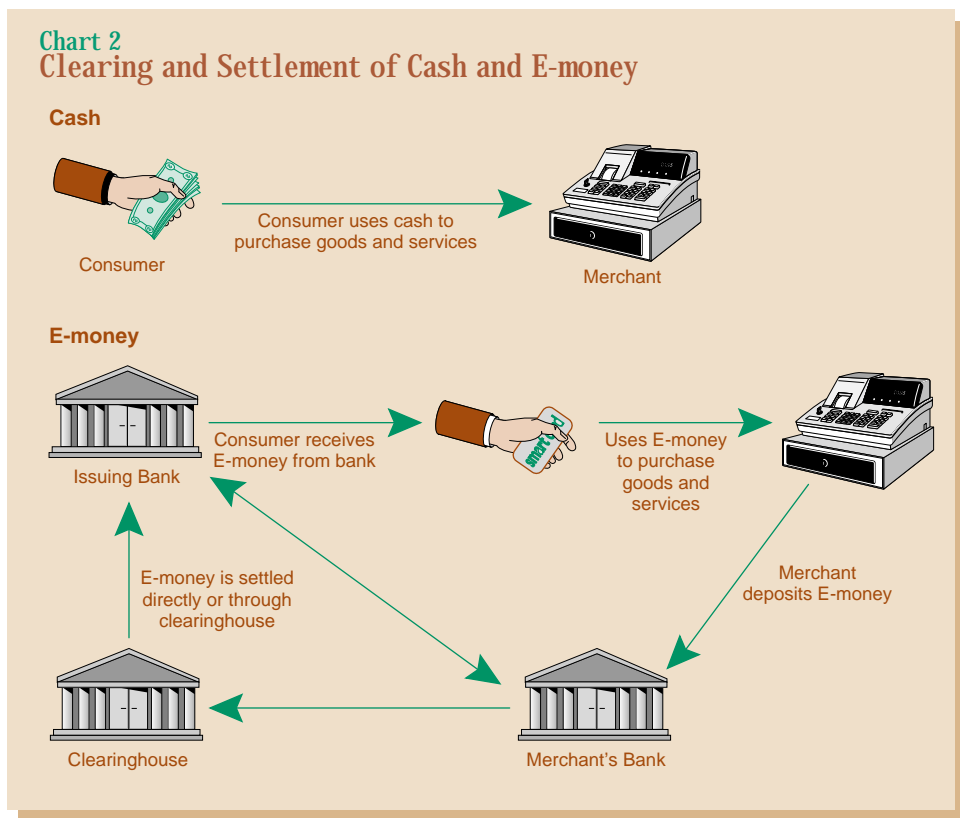 Chart 2
Clearing and Settlement of Cash and E-money
Cash
Consumer uses cash to
purchase goods and services
Consumer
Merchant
E-money
Consumer receives
E-money from bank
smart
Uses E-money
to purchase
goods and
services
Issuing Bank
E-money is settled
directly or through
clearinghouse
Merchant
deposits E-money
Clearinghouse
Merchant's Bank